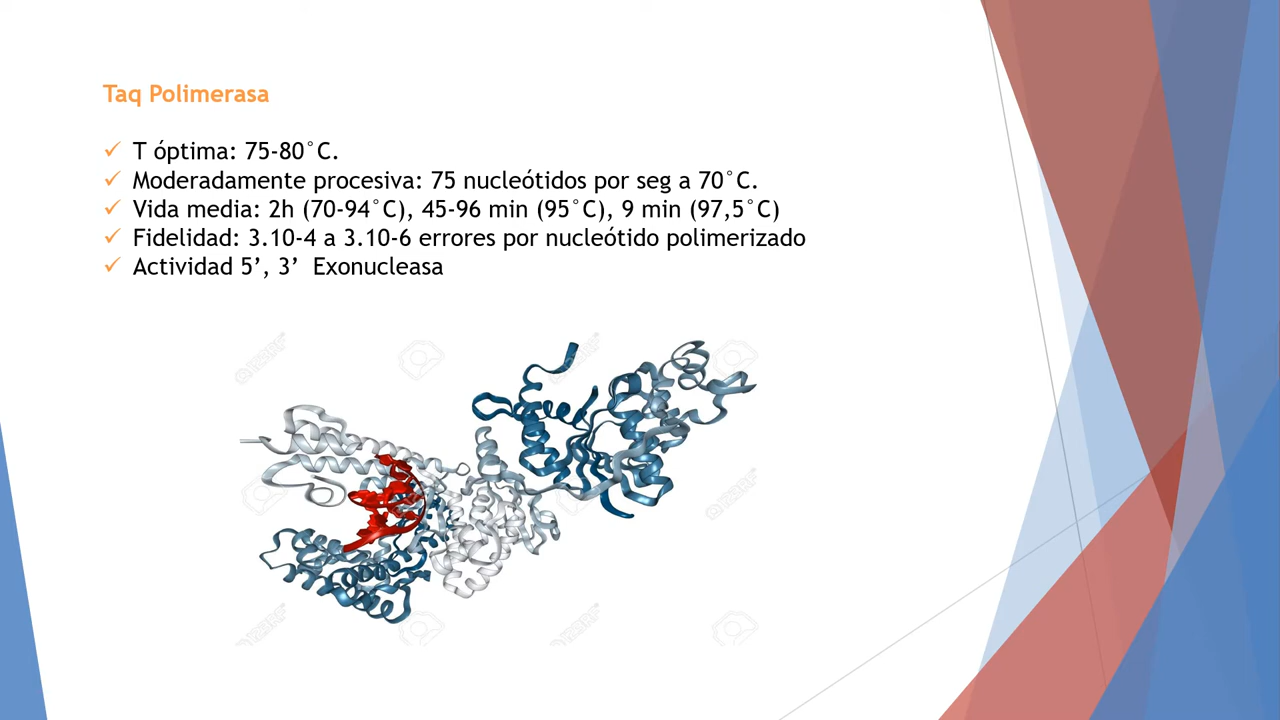 Taq Polimerasa
T óptima: 75-80°C.
Moderadamente procesiva: 75 nucleótidos por seg a 70°C.
Vida media: 2h (70-94°C), 45-96 min (95°C), 9 min (97,5°C)
Fidelidad: 3.10-4 a 3.10-6 errores por nucleótido polimerizado
Actividad 5’, 3’ Exonucleasa